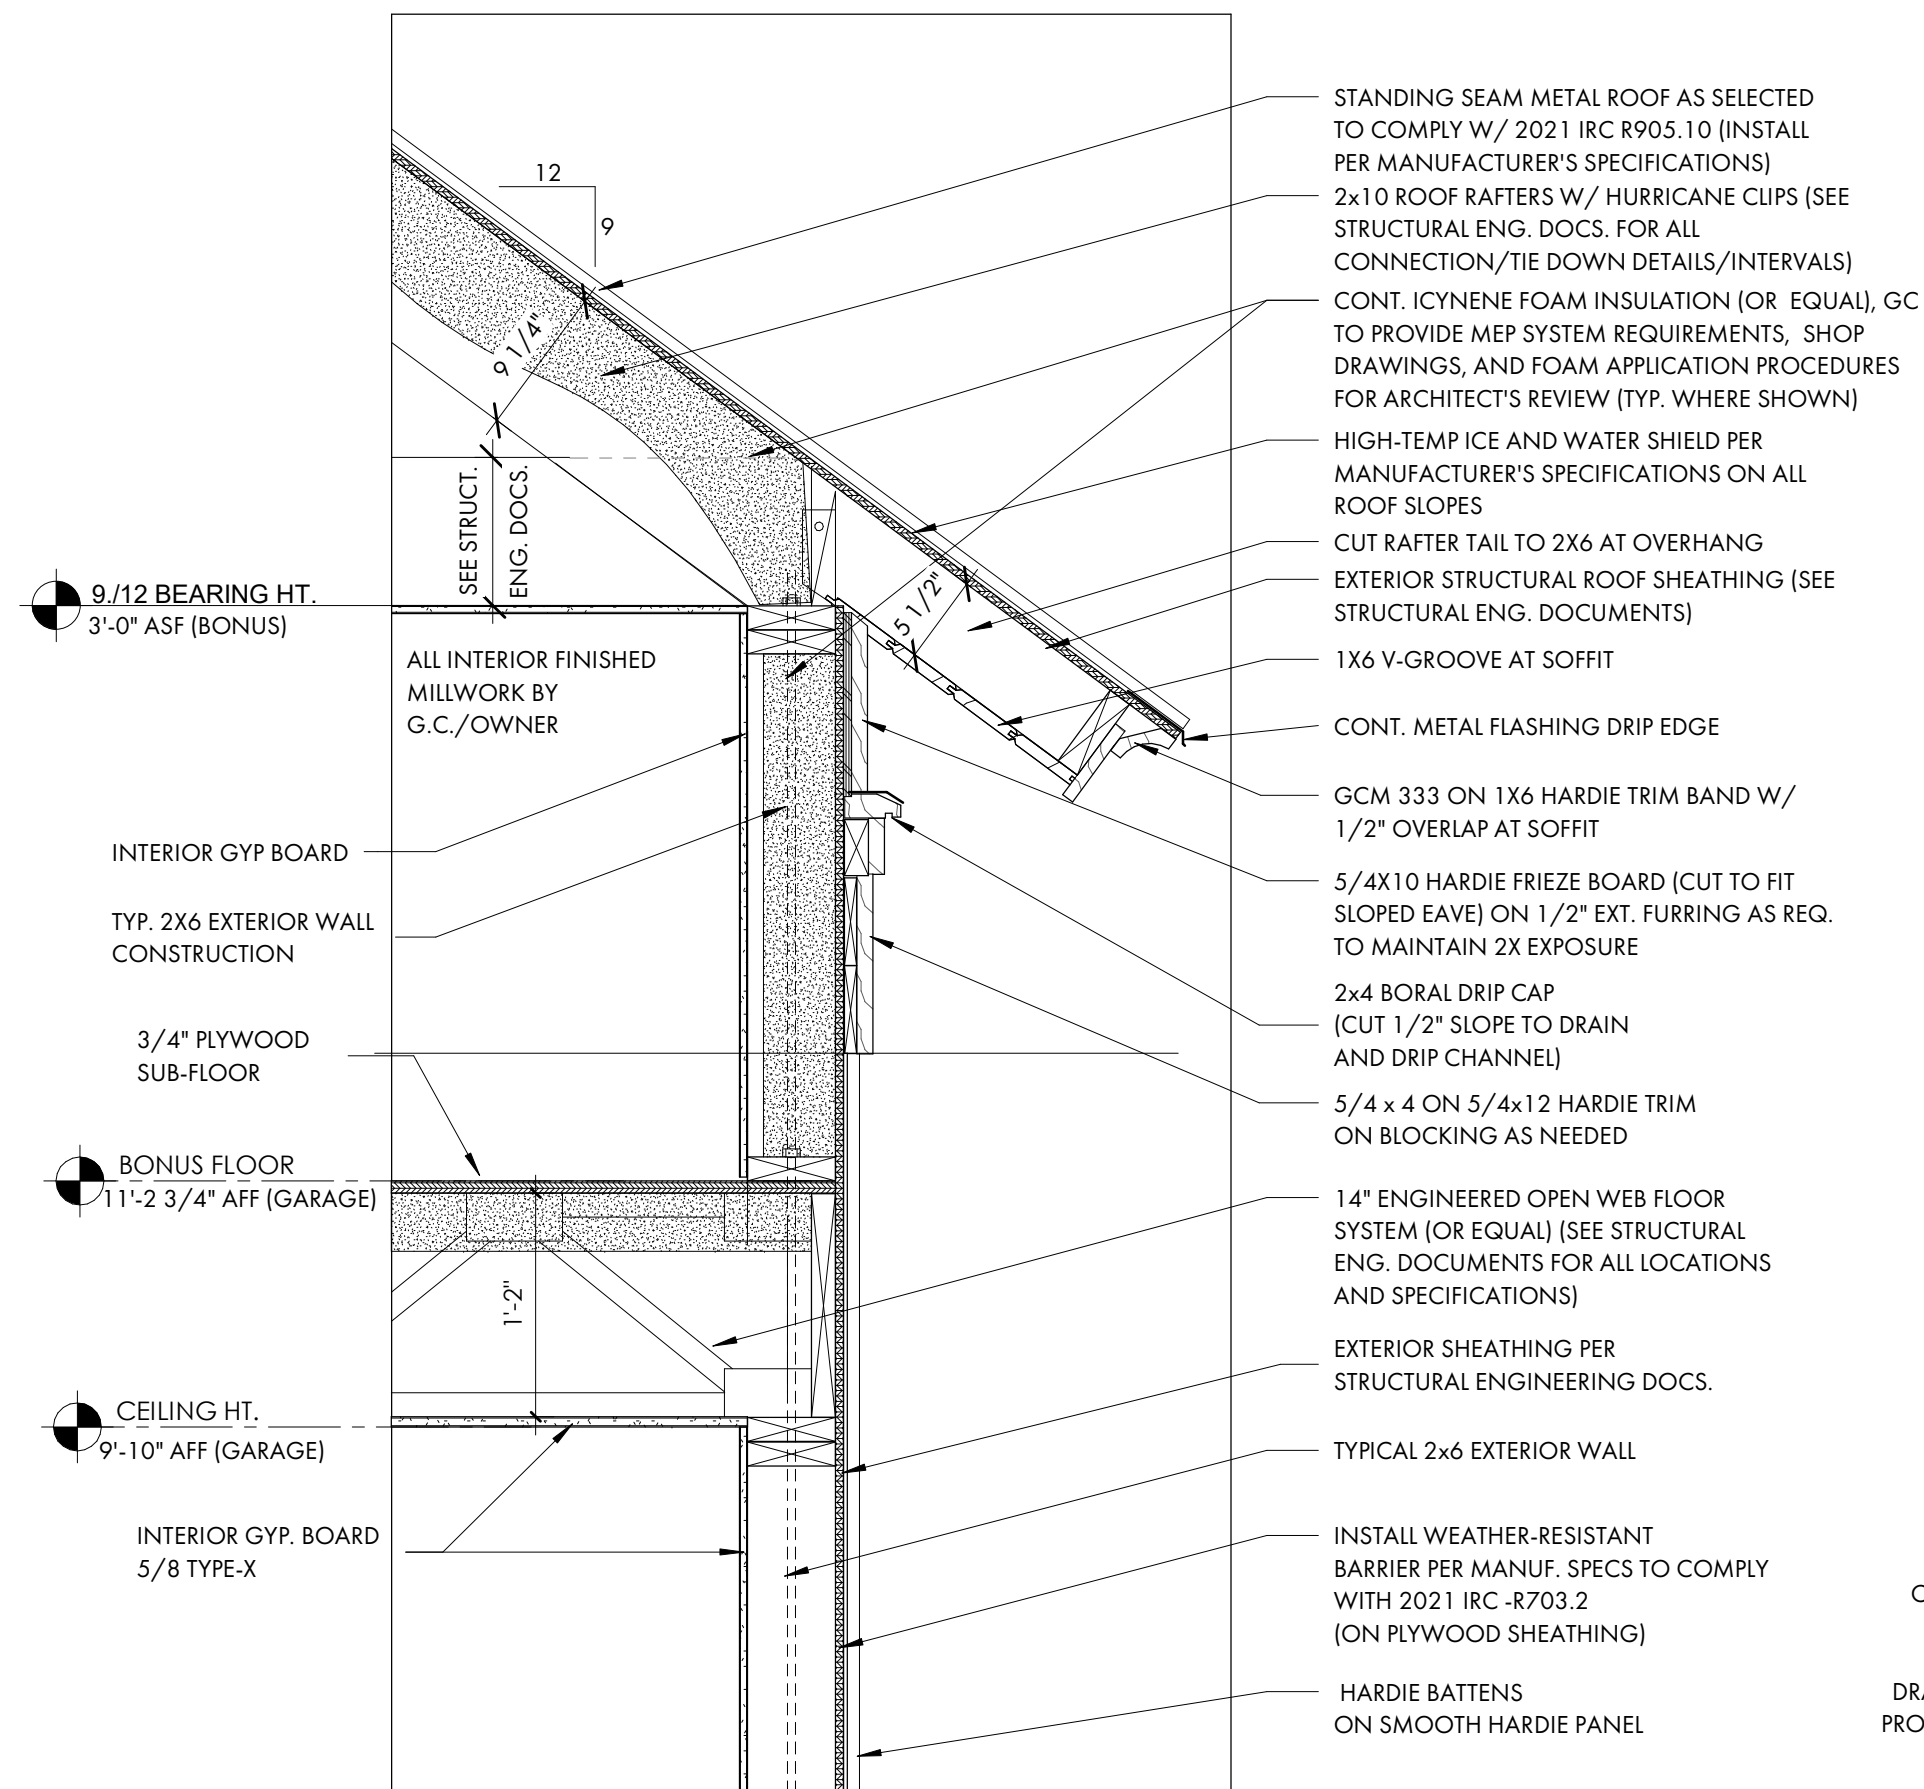 12
9
9 1/4"
SEE STRUCT.
ENG. DOCS.
5 1/2"
9./12 BEARING HT.
3'-0" ASF (BONUS)
ALL INTERIOR FINISHED
MILLWORK BY
G.C./OWNER
INTERIOR GYP BOARD
TYP. 2X6 EXTERIOR WALL
CONSTRUCTION
3/4" PLYWOOD
SUB-FLOOR
BONUS FLOOR
11'-2 3/4" AFF (GARAGE)
1'-2"
CEILING HT.
9'-10" AFF (GARAGE)
INTERIOR GYP. BOARD
5/8 TYPE-X
STANDING SEAM METAL ROOF AS SELECTED
TO COMPLY W/ 2021 IRC R905.10 (INSTALL
PER MANUFACTURER'S SPECIFICATIONS)
2x10 ROOF RAFTERS W/ HURRICANE CLIPS (SEE
STRUCTURAL ENG. DOCS. FOR ALL
CONNECTION/TIE DOWN DETAILS/INTERVALS)
CONT. ICYNENE FOAM INSULATION (OR EQUAL), GC
TO PROVIDE MEP SYSTEM REQUIREMENTS, SHOP
DRAWINGS, AND FOAM APPLICATION PROCEDURES
FOR ARCHITECT'S REVIEW (TYP. WHERE SHOWN)
HIGH-TEMP ICE AND WATER SHIELD PER
MANUFACTURER'S SPECIFICATIONS ON ALL
ROOF SLOPES
CUT RAFTER TAIL TO 2X6 AT OVERHANG
EXTERIOR STRUCTURAL ROOF SHEATHING (SEE
STRUCTURAL ENG. DOCUMENTS)
1X6 V-GROOVE AT SOFFIT
CONT. METAL FLASHING DRIP EDGE
GCM 333 ON 1X6 HARDIE TRIM BAND W/
1/2" OVERLAP AT SOFFIT
5/4X10 HARDIE FRIEZE BOARD (CUT TO FIT
SLOPED EAVE) ON 1/2" EXT. FURRING AS REQ.
TO MAINTAIN 2X EXPOSURE
2x4 BORAL DRIP CAP
(CUT 1/2" SLOPE TO DRAIN
AND DRIP CHANNEL)
5/4 x 4 ON 5/4x12 HARDIE TRIM
ON BLOCKING AS NEEDED
14" ENGINEERED OPEN WEB FLOOR
SYSTEM (OR EQUAL) (SEE STRUCTURAL
ENG. DOCUMENTS FOR ALL LOCATIONS
AND SPECIFICATIONS)
EXTERIOR SHEATHING PER
STRUCTURAL ENGINEERING DOCS.
TYPICAL 2x6 EXTERIOR WALL
INSTALL WEATHER-RESISTANT
BARRIER PER MANUF. SPECS TO COMPLY
WITH 2021 IRC -R703.2
(ON PLYWOOD SHEATHING)
HARDIE BATTENS
ON SMOOTH HARDIE PANEL
DRA
PRO